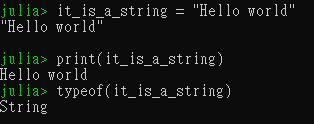 julia> it_is_a_string = "Hello world"
"Hello world"
julia> print(it_is_a_string)
Hello world
julia> typeof(it_is_a_string)
String